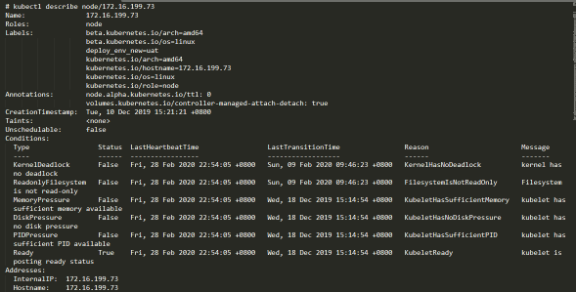 # kubectl describe node/172.16.199.73
Name: 172.16.199.73
Roles: node
Labels: beta.kubernetes.io/arch=amd64
beta.kubernetes.io/os=linux
deploy_env_new=uat
kubernetes.io/arch=amd64
kubernetes.io/hostname=172.16.199.73
kubernetes.io/os=linux
kubernetes.io/role=node
Annotations: node.alpha.kubernetes.io/ttl: 0
volumes.kubernetes.io/controller-managed-attach-detach: true
CreationTimestamp: Tue, 10 Dec 2019 15:21:21 +0800
Taints: <none>
Unschedulable: false
Conditions:
Type Status LastHeartbeatTime LastTransitionTime Reason Message
---- ------ ----------------- ------------------ ------ -------
KernelDeadlock False Fri, 28 Feb 2020 22:54:05 +0800 Sun, 09 Feb 2020 09:46:23 +0800 KernelHasNoDeadlock kernel has
no deadlock
ReadonlyFilesystem False Fri, 28 Feb 2020 22:54:05 +0800 Sun, 09 Feb 2020 09:46:23 +0800 FilesystemIsNotReadOnly Filesystem
is not read-only
MemoryPressure False Fri, 28 Feb 2020 22:54:05 +0800 Wed, 18 Dec 2019 15:14:54 +0800 KubeletHasSufficientMemory kubelet has
sufficient memory available
DiskPressure False Fri, 28 Feb 2020 22:54:05 +0800 Wed, 18 Dec 2019 15:14:54 +0800 KubeletHasNoDiskPressure kubelet has
no disk pressure
PIDPressure False Fri, 28 Feb 2020 22:54:05 +0800 Wed, 18 Dec 2019 15:14:54 +0800 KubeletHasSufficientPID kubelet has
sufficient PID available
Ready True Fri, 28 Feb 2020 22:54:05 +0800 Wed, 18 Dec 2019 15:14:54 +0800 KubeletReady kubelet is
posting ready status
Addresses:
InternalIP: 172.16.199.73
Hostname: 172.16.199.73